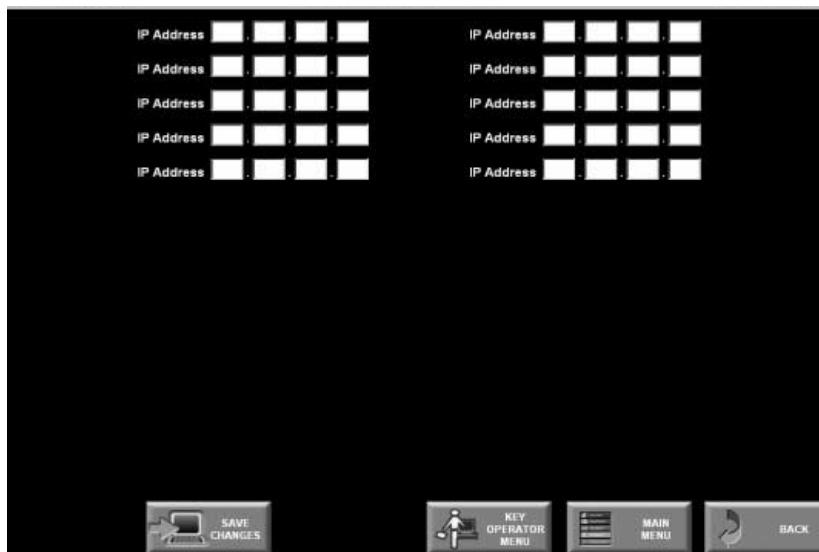 IP Address . . . IP Address . . .
IP Address . . . IP Address . . .
IP Address . . . IP Address . . .
IP Address . . . IP Address . . .
IP Address . . . IP Address . . .
SAVE
CHANGES
KEY
OPERATOR
MENU
MAIN
MENU
BACK